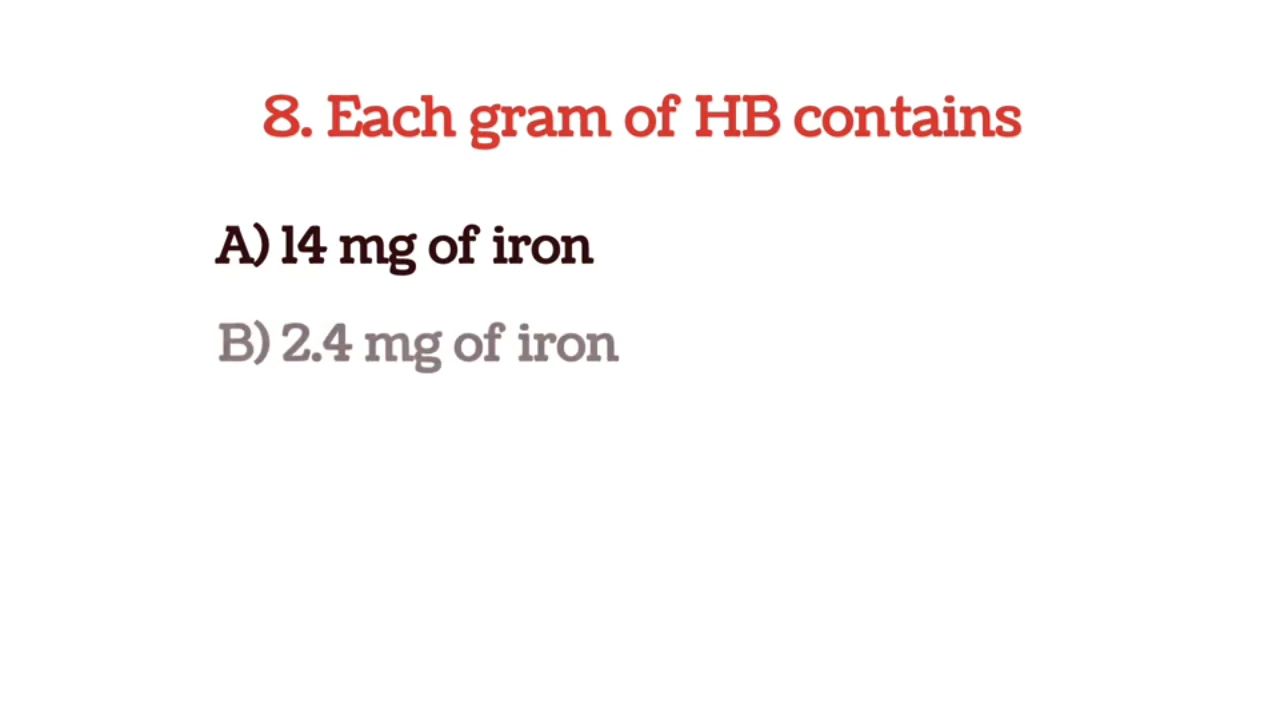 8. Each gram of HB contains
A) 14 mg of iron
B) 2.4 mg of iron